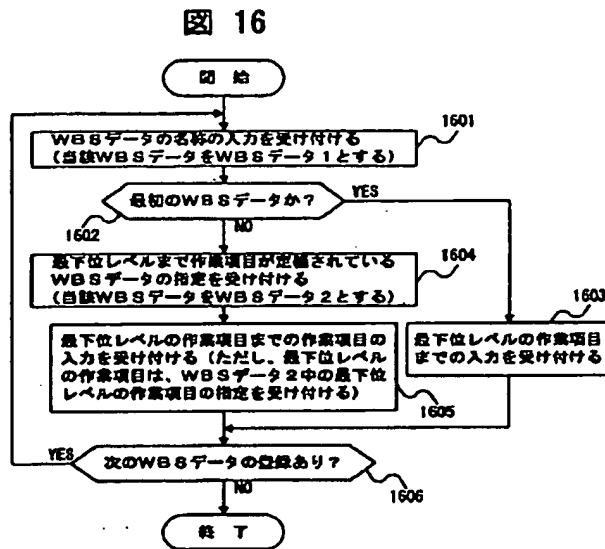 図 16
開 始
WBSデータの名称の入力を受け付ける
(当該WBSデータをWBSデータ1とする)
1601
最初のWBSデータか?
YES
1602
NO
最下位レベルまで作業項目が定義されている
WBSデータの指定を受け付ける
(当該WBSデータをWBSデータ2とする)
1604
1603
最下位レベルの作業項目までの作業項目の
入力を受け付ける(ただし、最下位レベル
の作業項目は、WBSデータ2中の最下位
レベルの作業項目の指定を受け付ける)
最下位レベルの作業項目
までの入力を受け付ける
1605
YES
次のWBSデータの登録あり?
NO
1606
終 了